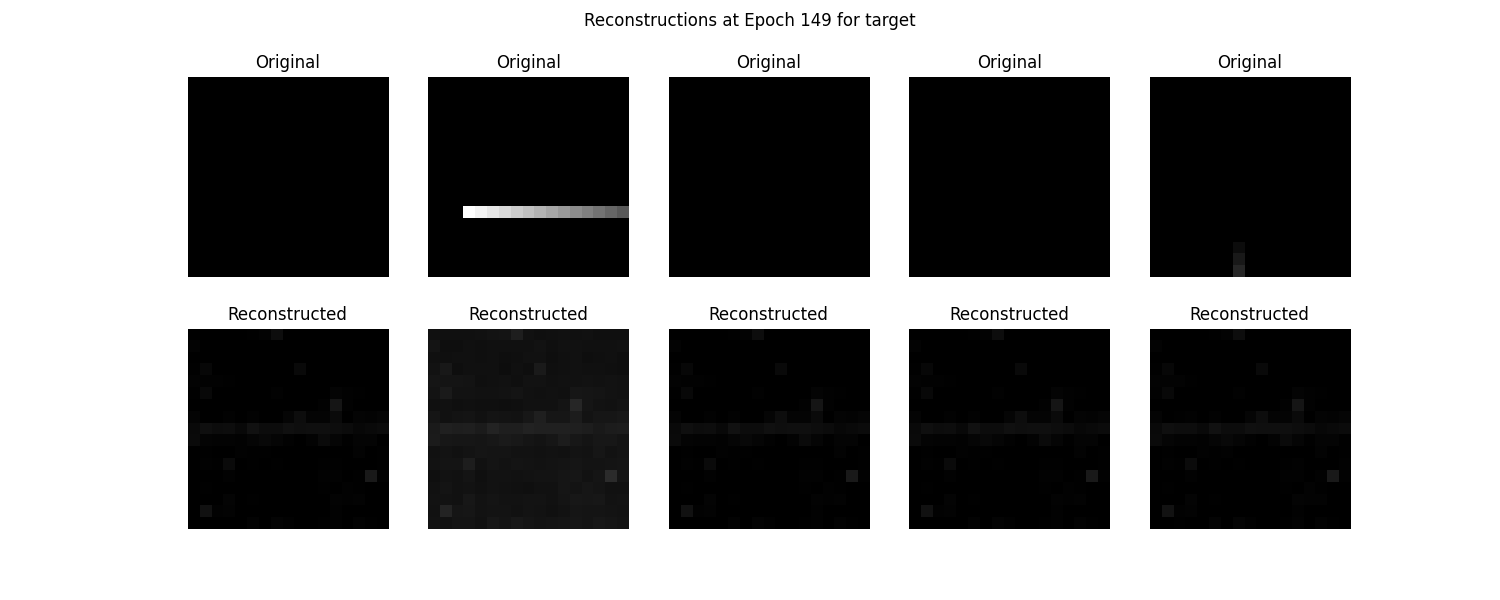 Reconstructions at Epoch 149 for target
Original Original Original Original Original
Reconstructed Reconstructed Reconstructed Reconstructed Reconstructed